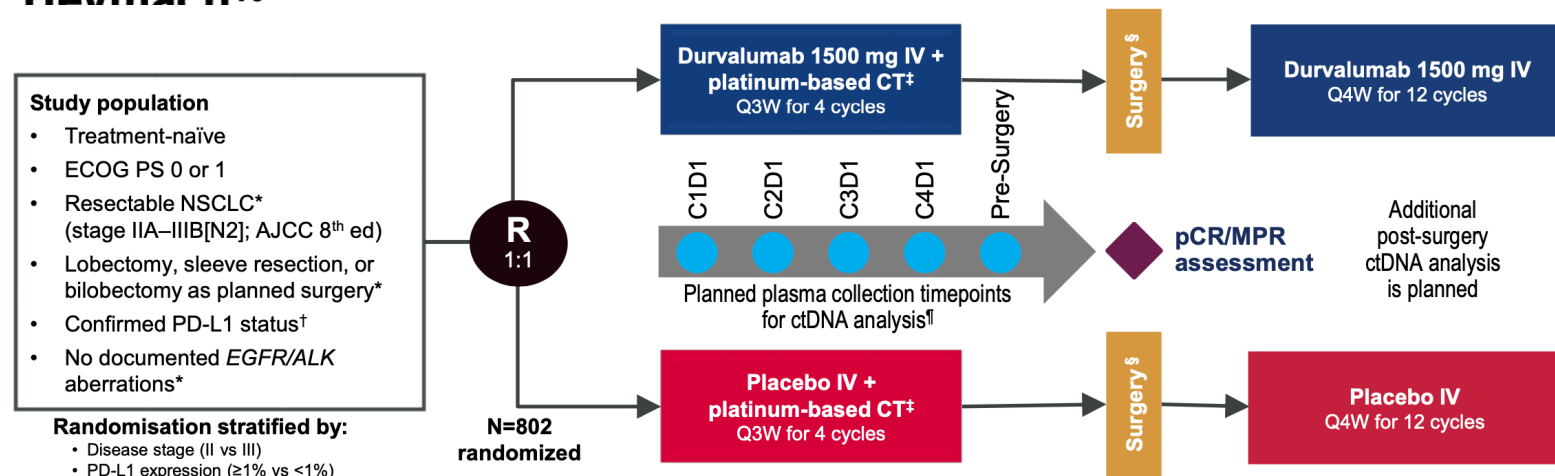 Study population
• Treatment-naïve
• ECOG PS 0 or 1
• Resectable NSCLC*
(stage IIA–IIIB[N2]; AJCC 8th ed)
• Lobectomy, sleeve resection, or
bilobectomy as planned surgery*
• Confirmed PD-L1 status†
• No documented EGFR/ALK
aberrations*
Randomisation stratified by:
• Disease stage (II vs III)
• PD-L1 expression (≥1% vs <1%)
R
1:1
N=802
randomized
Durvalumab 1500 mg IV +
platinum-based CT‡
Q3W for 4 cycles
Surgery§
Durvalumab 1500 mg IV
Q4W for 12 cycles
C1D1
C2D1
C3D1
C4D1
Pre-Surgery
Planned plasma collection timepoints
for ctDNA analysis¶
pCR/MPR
assessment
Additional
post-surgery
ctDNA analysis
is planned
Placebo IV +
platinum-based CT‡
Q3W for 4 cycles
Surgery§
Placebo IV
Q4W for 12 cycles